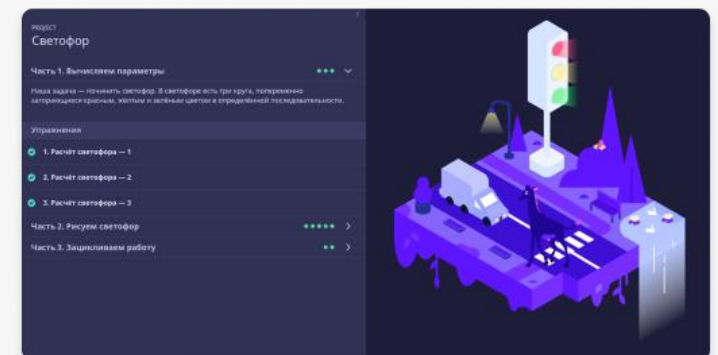 PROJECT
Светофор
Часть 1. Вычисляем параметры
Наша задача — починить светофор. В светофоре есть три круга, попеременно
загорающихся красным, жёлтым и зелёным цветом в определённой последовательности.
Упражнения
1. Расчёт светофора — 1
2. Расчёт светофора — 2
3. Расчёт светофора — 3
Часть 2. Рисуем светофор
Часть 3. Зацикливаем работу